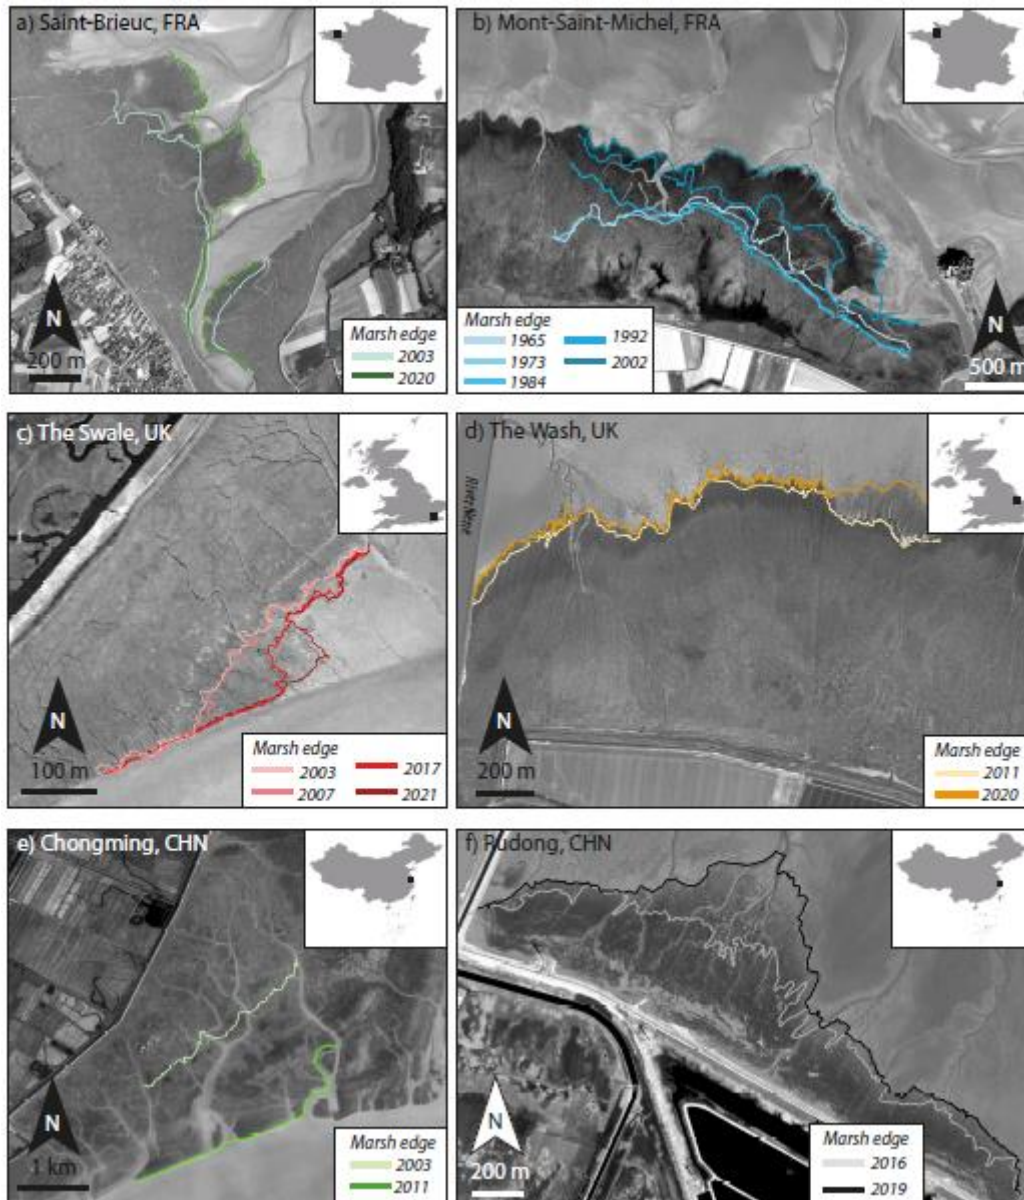 a) Saint-Brieuc, FRA
N
200 m
Marsh edge
2003
2020
b) Mont-Saint-Michel, FRA
Marsh edge
1965
1973
1984
1992
2002
N
500 m
c) The Swale, UK
N
100 m
Marsh edge
2003
2007
2017
2021
d) The Wash, UK
River Nene
N
200 m
Marsh edge
2011
2020
e) Chongming, CHN
N
1 km
Marsh edge
2003
2011
f) Rudong, CHN
N
200 m
Marsh edge
2016
2019